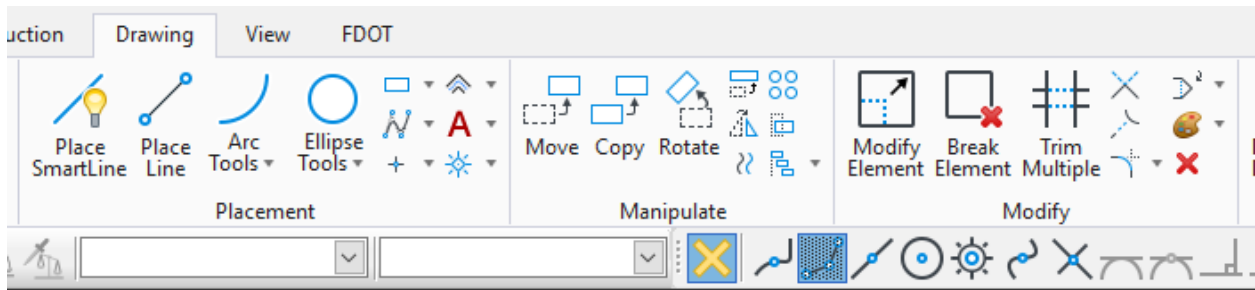 uction Drawing View FDOT
Place SmartLine
Place Line
Arc Tools
Ellipse Tools
A
Move Copy Rotate
Modify Element
Break Element
Trim Multiple
Placement Manipulate Modify